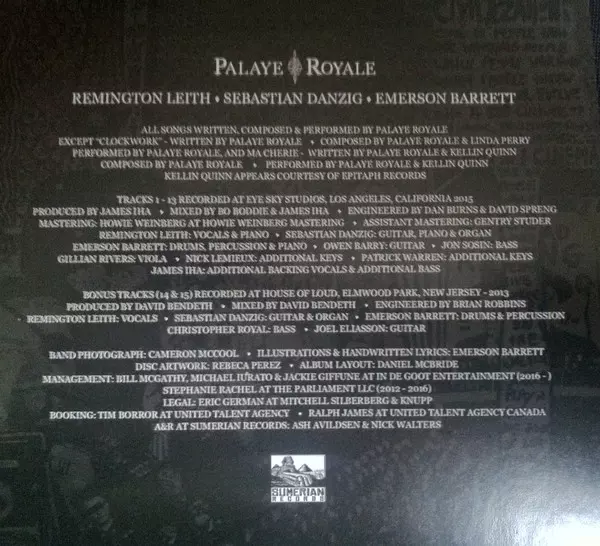 PALAYE ROYALE
REMINGTON LEITH • SEBASTIAN DANZIG • EMERSON BARRETT
ALL SONGS WRITTEN, COMPOSED & PERFORMED BY PALAYE ROYALE
EXCEPT "CLOCKWORK" - WRITTEN BY PALAYE ROYALE • COMPOSED BY PALAYE ROYALE & LINDA PERRY
PERFORMED BY PALAYE ROYALE, AND MA CHERIE - WRITTEN BY PALAYE ROYALE & KELLIN QUINN
COMPOSED BY PALAYE ROYALE • PERFORMED BY PALAYE ROYALE & KELLIN QUINN
KELLIN QUINN APPEARS COURTESY OF EPITAPH RECORDS
TRACKS 1 - 13 RECORDED AT EYE SKY STUDIOS, LOS ANGELES, CALIFORNIA 2015
PRODUCED BY JAMES IHA • MIXED BY BO BODDIE & JAMES IHA • ENGINEERED BY DAN BURNS & DAVID SPRENG
MASTERING: HOWIE WEINBERG AT HOWIE WEINBERG MASTERING • ASSISTANT MASTERING: GENTRY STUDER
REMINGTON LEITH: VOCALS & PIANO • SEBASTIAN DANZIG: GUITAR, PIANO & ORGAN
EMERSON BARRETT: DRUMS, PERCUSSION & PIANO • OWEN BARRY: GUITAR • JON SOSIN: BASS
GILLIAN RIVERS: VIOLA • NICK LEMIEUX: ADDITIONAL KEYS • PATRICK WARREN: ADDITIONAL KEYS
JAMES IHA: ADDITIONAL BACKING VOCALS & ADDITIONAL BASS
BONUS TRACKS (14 & 15) RECORDED AT HOUSE OF LOUD, ELMWOOD PARK, NEW JERSEY - 2013
PRODUCED BY DAVID BENDETH • MIXED BY DAVID BENDETH • ENGINEERED BY BRIAN ROBBINS
REMINGTON LEITH: VOCALS • SEBASTIAN DANZIG: GUITAR & ORGAN • EMERSON BARRETT: DRUMS & PERCUSSION
CHRISTOPHER ROYAL: BASS • JOEL ELIASSON: GUITAR
BAND PHOTOGRAPH: CAMERON MCCOOL • ILLUSTRATIONS & HANDWRITTEN LYRICS: EMERSON BARRETT
DISC ARTWORK: REBECA PEREZ • ALBUM LAYOUT: DANIEL MCBRIDE
MANAGEMENT: BILL MCGATHY, MICHAEL IURATO & JACKIE GIFFUNE AT IN DE GOOT ENTERTAINMENT (2016 - )
STEPHANIE RACHEL AT THE PARLIAMENT LLC (2012 - 2016)
LEGAL: ERIC GERMAN AT MITCHELL SILBERBERG & KNUPP
BOOKING: TIM BORROR AT UNITED TALENT AGENCY • RALPH JAMES AT UNITED TALENT AGENCY CANADA
A&R AT SUMERIAN RECORDS: ASH AVILDSEN & NICK WALTERS
SUMERIAN
RECORDS